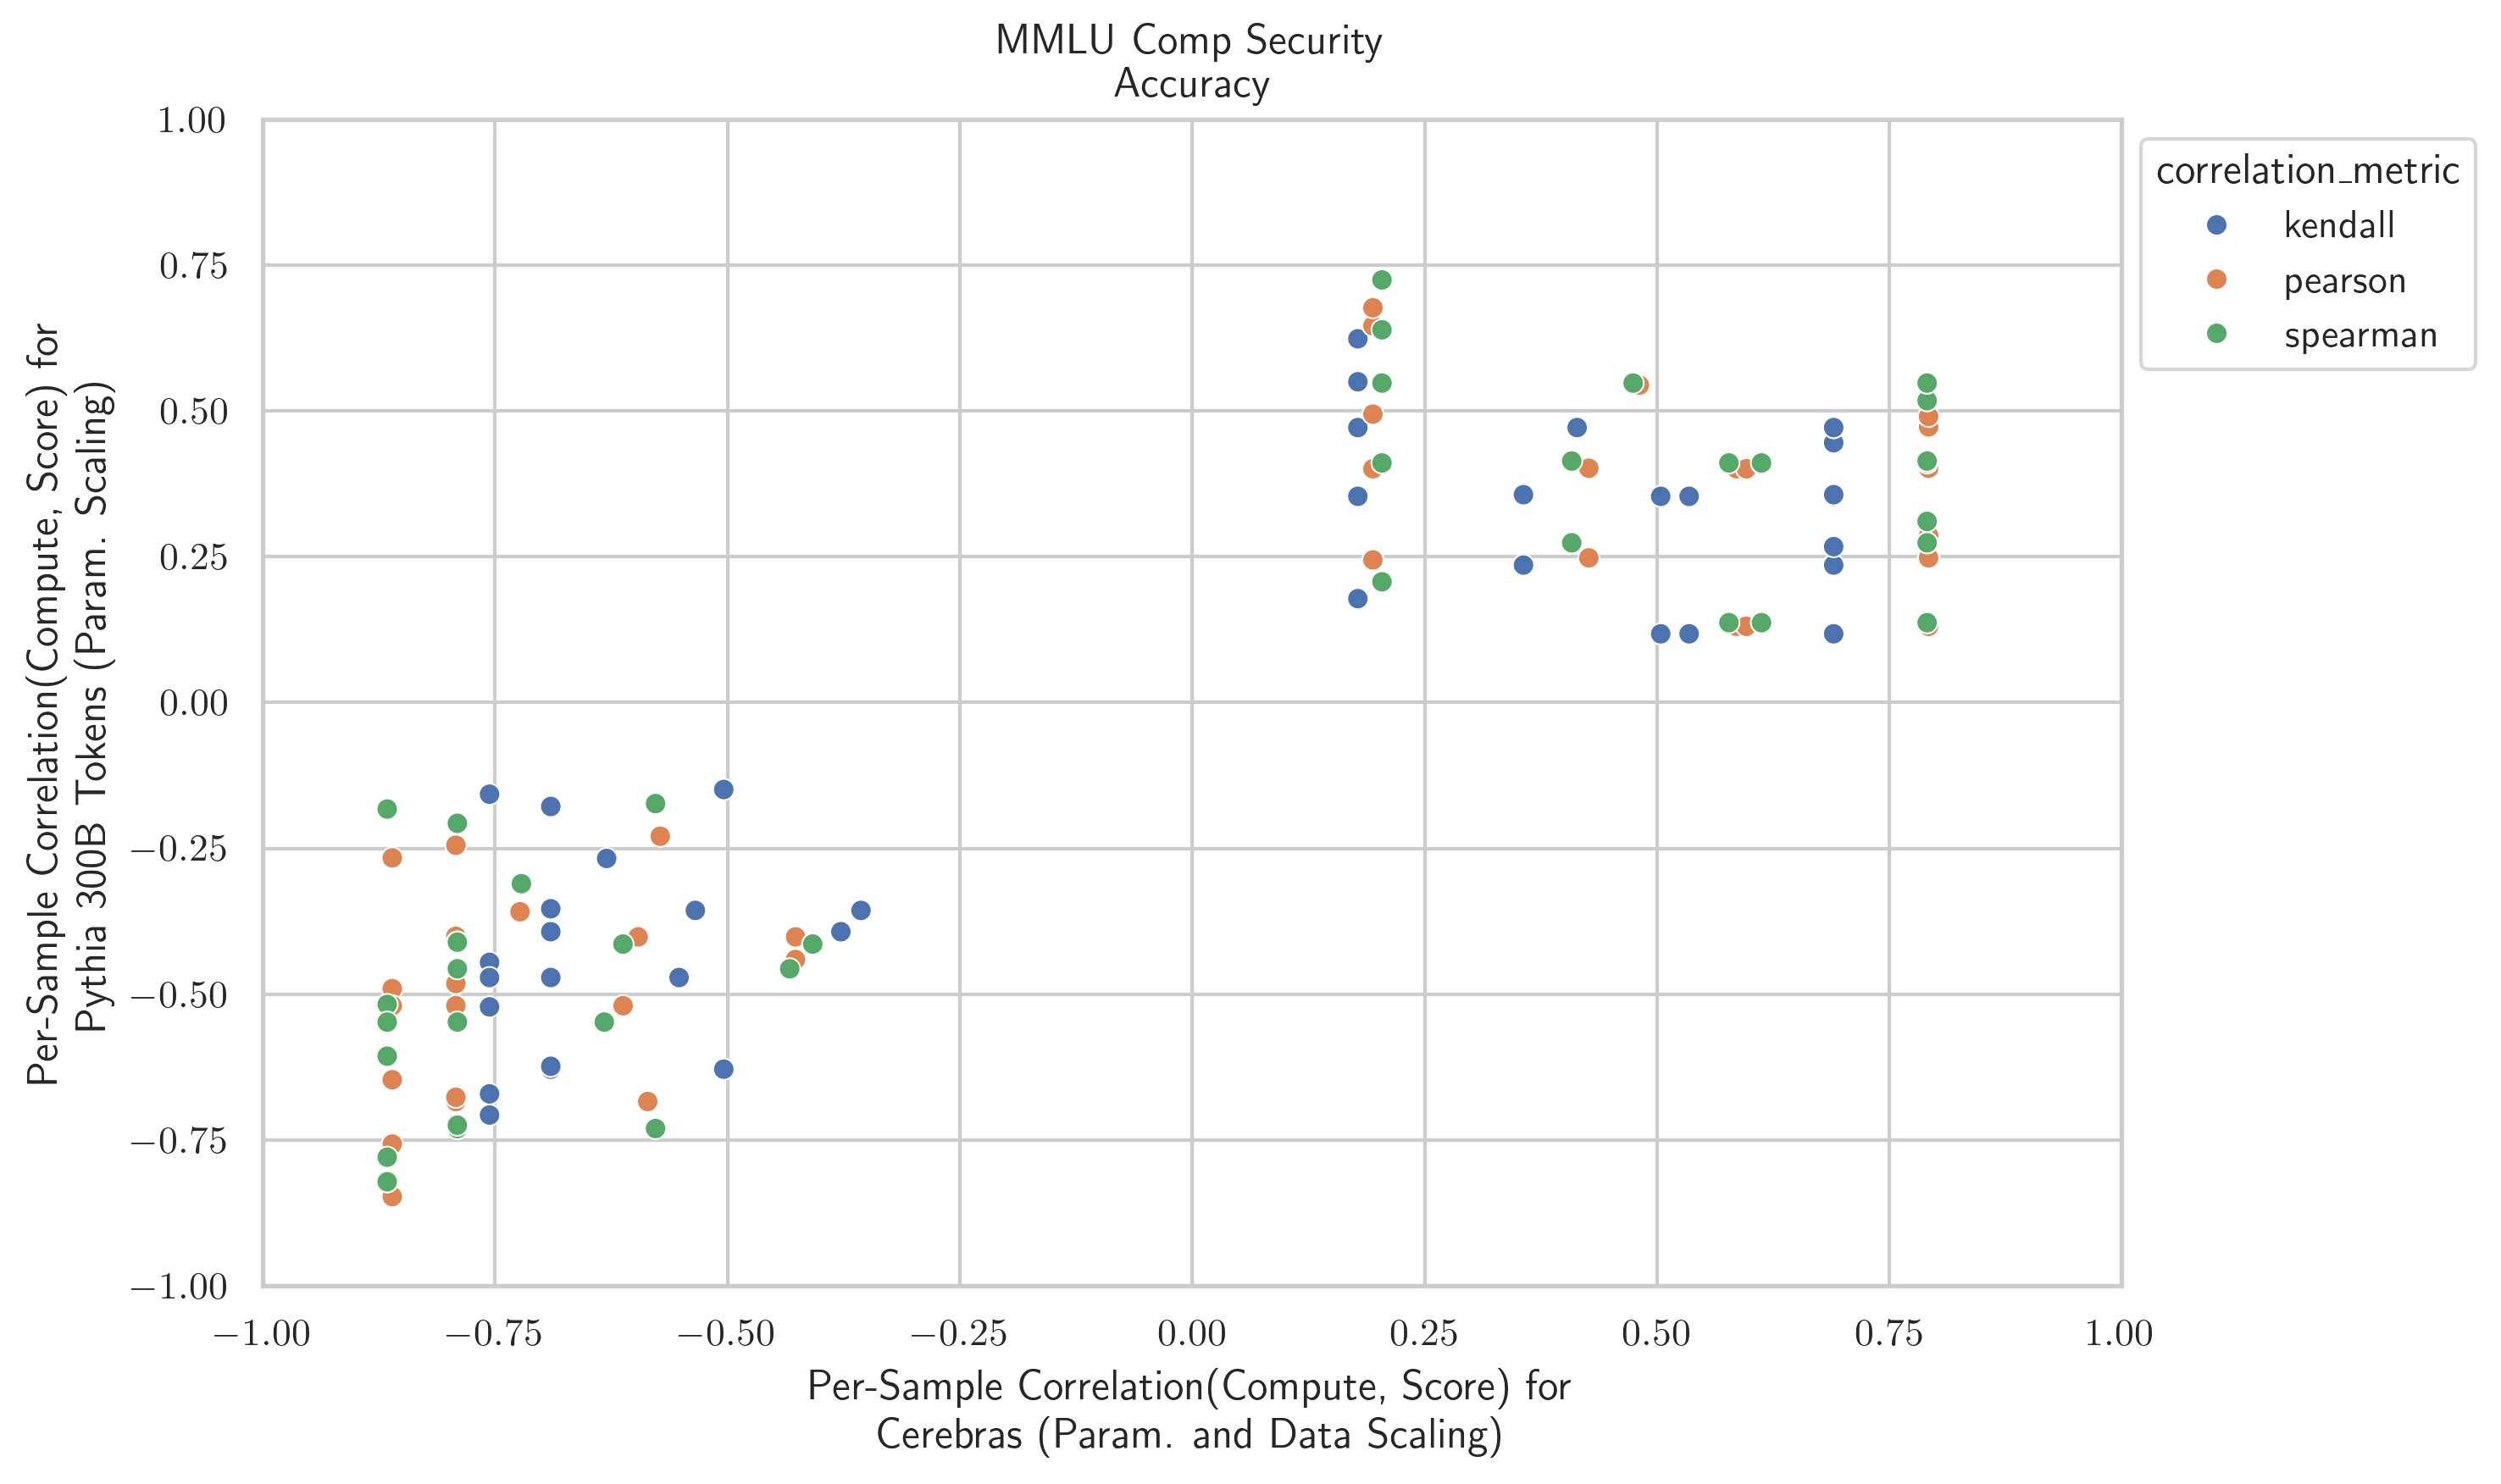 MMLU Comp Security
Accuracy
Per-Sample Correlation(Compute, Score) for
Pythia 300B Tokens (Param. Scaling)
1.00
0.75
0.50
0.25
0.00
−0.25
−0.50
−0.75
−1.00
−1.00 −0.75 −0.50 −0.25 0.00 0.25 0.50 0.75 1.00
Per-Sample Correlation(Compute, Score) for
Cerebras (Param. and Data Scaling)
correlation_metric
kendall
pearson
spearman